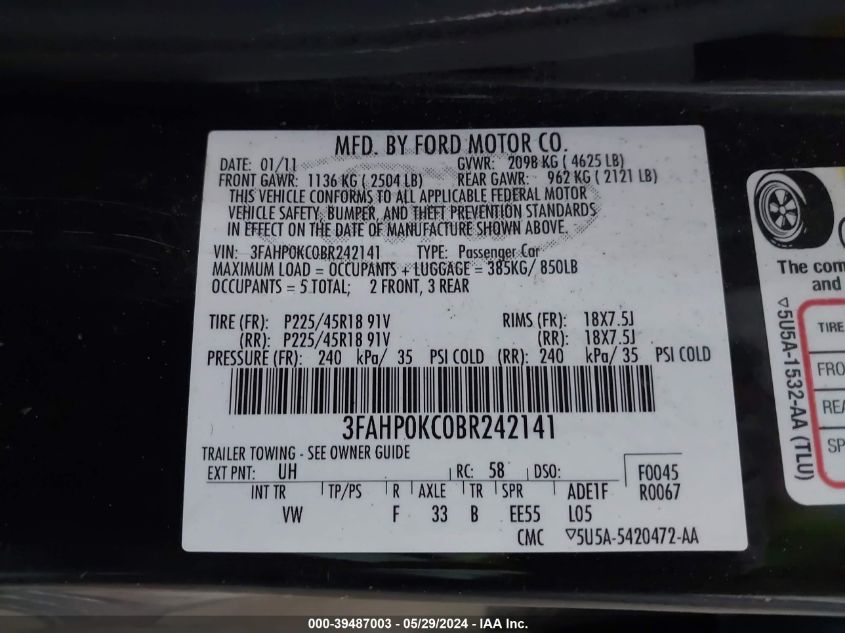 MFD. BY FORD MOTOR CO.
DATE: 01/11 GVWR: 2098 KG ( 4625 LB)
FRONT GAWR: 1136 KG ( 2504 LB) REAR GAWR: 962 KG ( 2121 LB)
THIS VEHICLE CONFORMS TO ALL APPLICABLE FEDERAL MOTOR
VEHICLE SAFETY, BUMPER, AND THEFT PREVENTION STANDARDS
IN EFFECT ON THE DATE OF MANUFACTURE SHOWN ABOVE.
VIN: 3FAHP0KC0BR242141 TYPE: Passenger Car
MAXIMUM LOAD = OCCUPANTS + LUGGAGE = 385KG/ 850LB
OCCUPANTS = 5 TOTAL; 2 FRONT, 3 REAR
TIRE (FR): P225/45R18 91V RIMS (FR): 18X7.5J
(RR): P225/45R18 91V (RR): 18X7.5J
PRESSURE (FR): 240 kPa/ 35 PSI COLD (RR): 240 kPa/ 35 PSI COLD
3FAHP0KC0BR242141
TRAILER TOWING - SEE OWNER GUIDE
EXT PNT: UH RC: 58 DSO: F0045
INT TR TP/PS R AXLE TR SPR ADE1F R0067
VW F 33 B EE55 L05
CMC ▽5U5A-5420472-AA
The com
and
▽5U5A-1532-AA (TLU)
TIRE
FRO
REA
SP
000-39487003 - 05/29/2024 - IAA Inc.